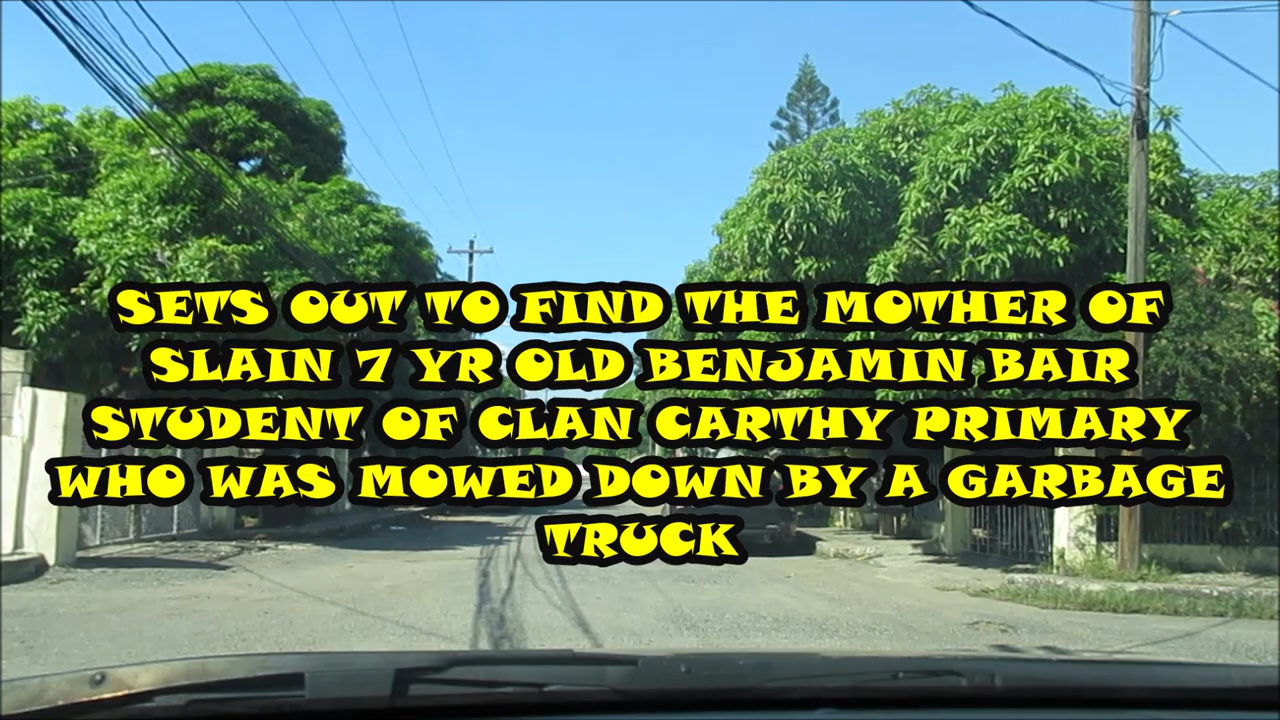 SETS OUT TO FIND THE MOTHER OF
SLAIN 7 YR OLD BENJAMIN BAIR
STUDENT OF CLAN CARTHY PRIMARY
WHO WAS MOWED DOWN BY A GARBAGE
TRUCK